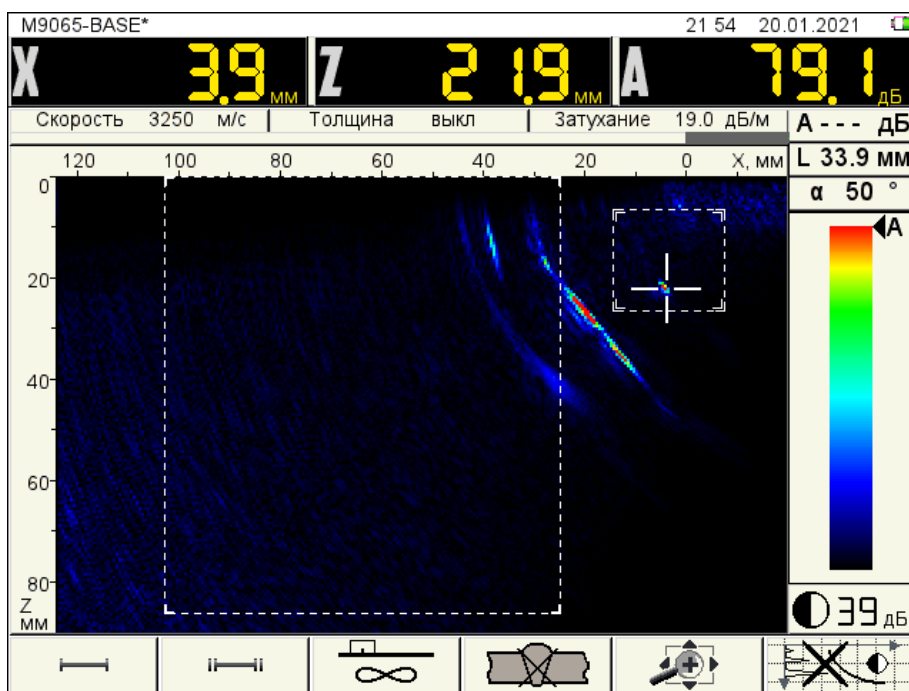 M9065-BASE* 21 54 20.01.2021
X 3.9 мм Z 21.9 мм A 79.1 дБ
Скорость 3250 м/с Толщина выкл Затухание 19.0 дБ/м A - - - дБ
120 100 80 60 40 20 0 X, мм L 33.9 мм
0 α 50 °
A
20
40
60
80
Z
мм 39 дБ